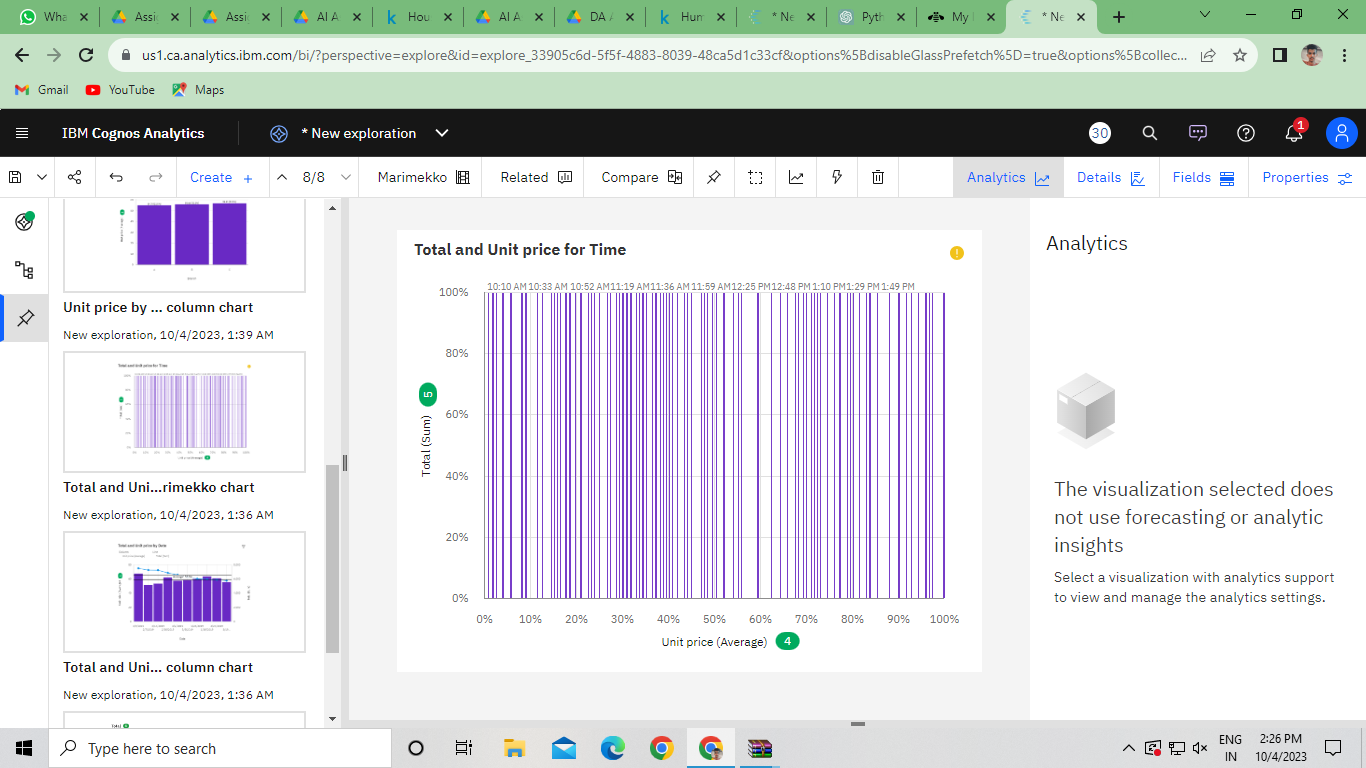 Wha
Assi
Assi
AI A
Hou
AI A
DA A
Hum
* Ne
Pyth
My I
* Ne
us1.ca.analytics.ibm.com/bi/?perspective=explore&id=explore_33905c6d-5f5f-4883-8039-48ca5d1c33cf&options%5BdisableGlassPrefetch%5D=true&options%5Bcollec...
Gmail
YouTube
Maps
IBM Cognos Analytics
* New exploration
30
1
Create +
8/8
Marimekko
Related
Compare
Analytics
Details
Fields
Properties
Unit price by ... column chart
New exploration, 10/4/2023, 1:39 AM
Total and Uni...rimekko chart
New exploration, 10/4/2023, 1:36 AM
Total and Uni... column chart
New exploration, 10/4/2023, 1:36 AM
Total and Unit price for Time
10:10 AM 10:33 AM 10:52 AM 11:19 AM 11:36 AM 11:59 AM 12:25 PM 12:48 PM 1:10 PM 1:29 PM 1:49 PM
100%
80%
60%
40%
20%
0%
Total (Sum) 5
0% 10% 20% 30% 40% 50% 60% 70% 80% 90% 100%
Unit price (Average) 4
Analytics
The visualization selected does
not use forecasting or analytic
insights
Select a visualization with analytics support
to view and manage the analytics settings.
Type here to search
ENG
IN
2:26 PM
10/4/2023